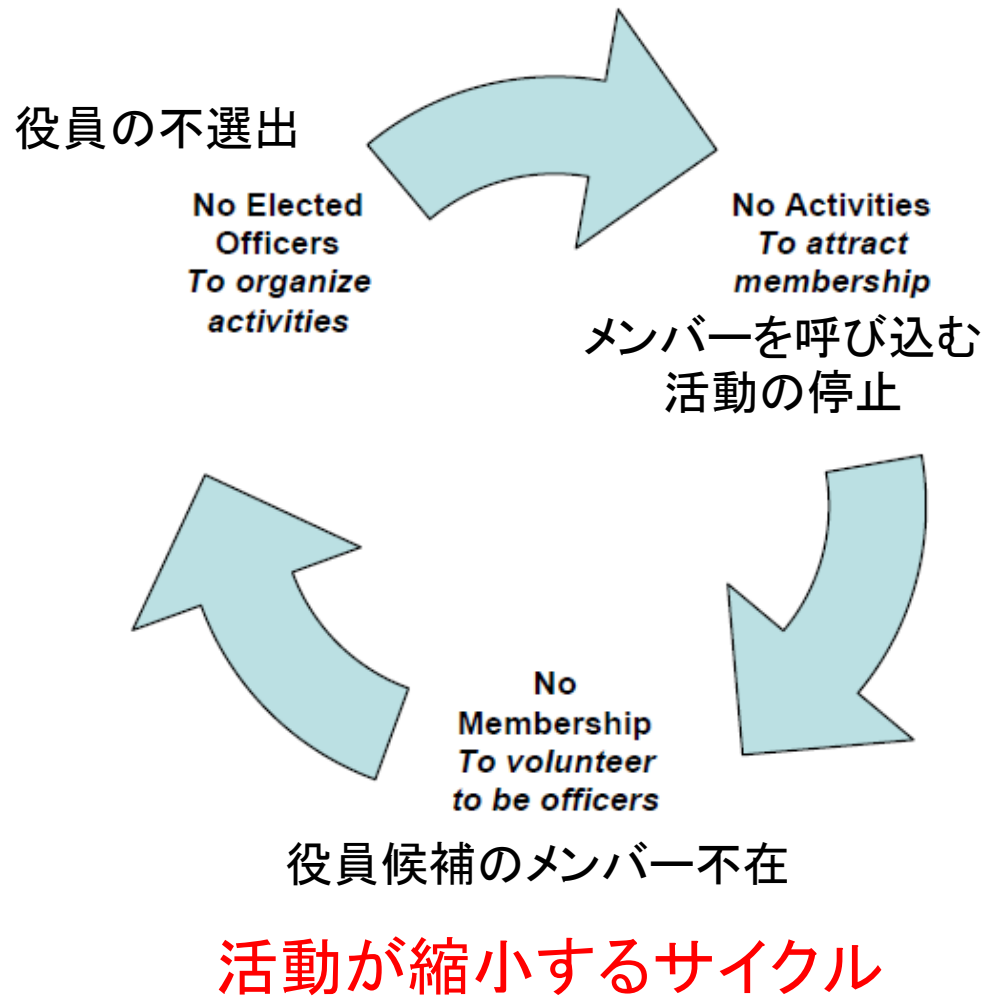 役員の不選出
No Elected
Officers
To organize
activities
No Activities
To attract
membership
メンバーを呼び込む
活動の停止
No
Membership
To volunteer
to be officers
役員候補のメンバー不在
活動が縮小するサイクル